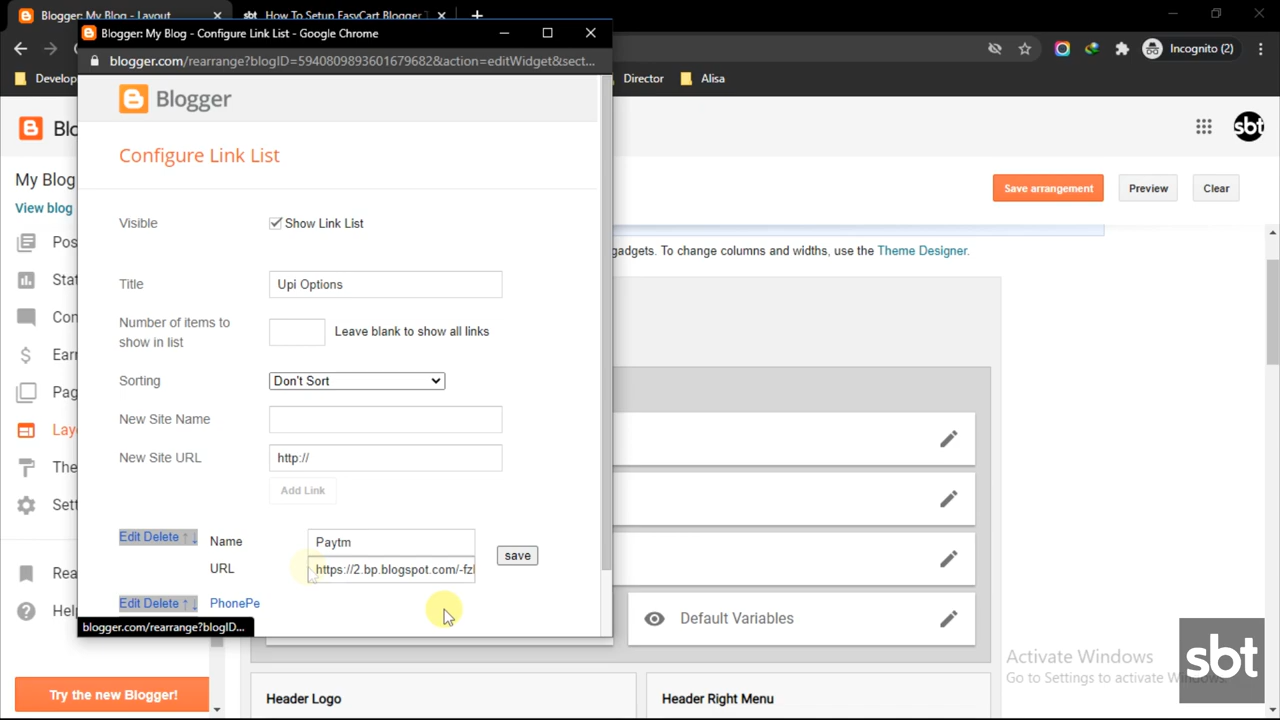 Blogger: My Blog - Layout
How To Setup EasyCart Blogger
Blogger: My Blog - Configure Link List - Google Chrome
Incognito (2)
blogger.com/rearrange?blogID=5940809893601679682&action=editWidget&sect...
Develop
Director
Alisa
Blogger
sbt
Configure Link List
My Blog
Save arrangement
Preview
Clear
View blog
Visible
Show Link List
gadgets. To change columns and widths, use the Theme Designer.
Title
Upi Options
Number of items to
show in list
Leave blank to show all links
Sorting
Don't Sort
New Site Name
New Site URL
http://
Add Link
Edit Delete ↑ ↓
Name
Paytm
save
URL
https://2.bp.blogspot.com/-fzl
Edit Delete ↑ ↓
PhonePe
blogger.com/rearrange?blogID...
Default Variables
Activate Windows
Go to Settings to activate Windows.
sbt
Try the new Blogger!
Header Logo
Header Right Menu